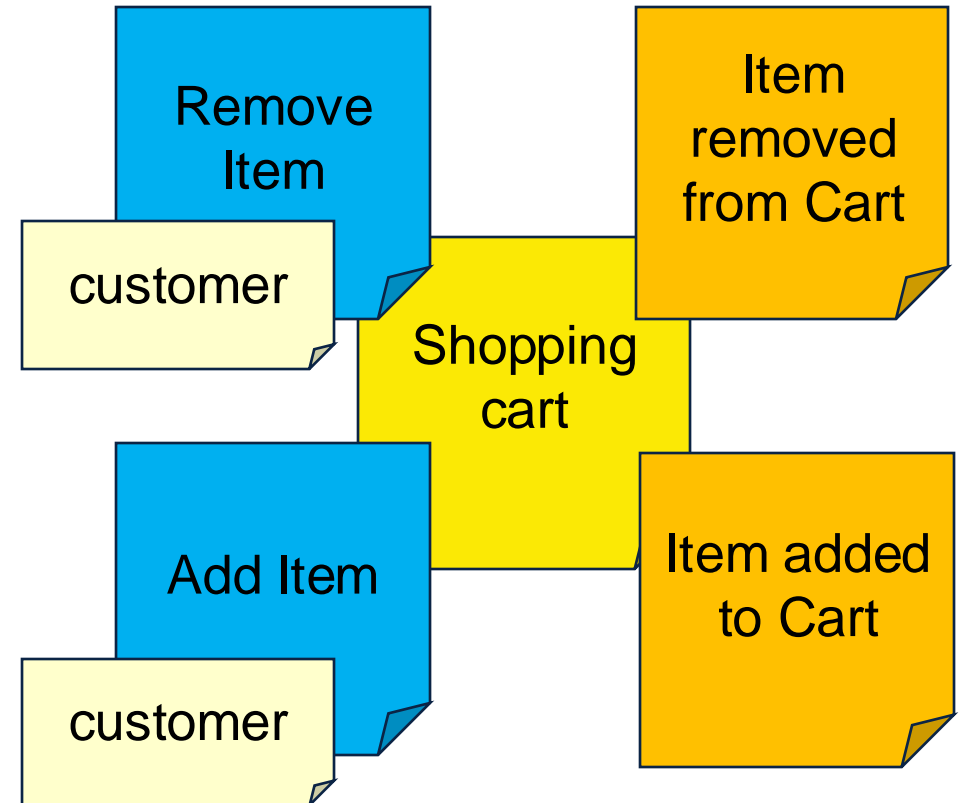 Remove
Item
customer
Item
removed
from Cart
Shopping
cart
Add Item
customer
Item added
to Cart